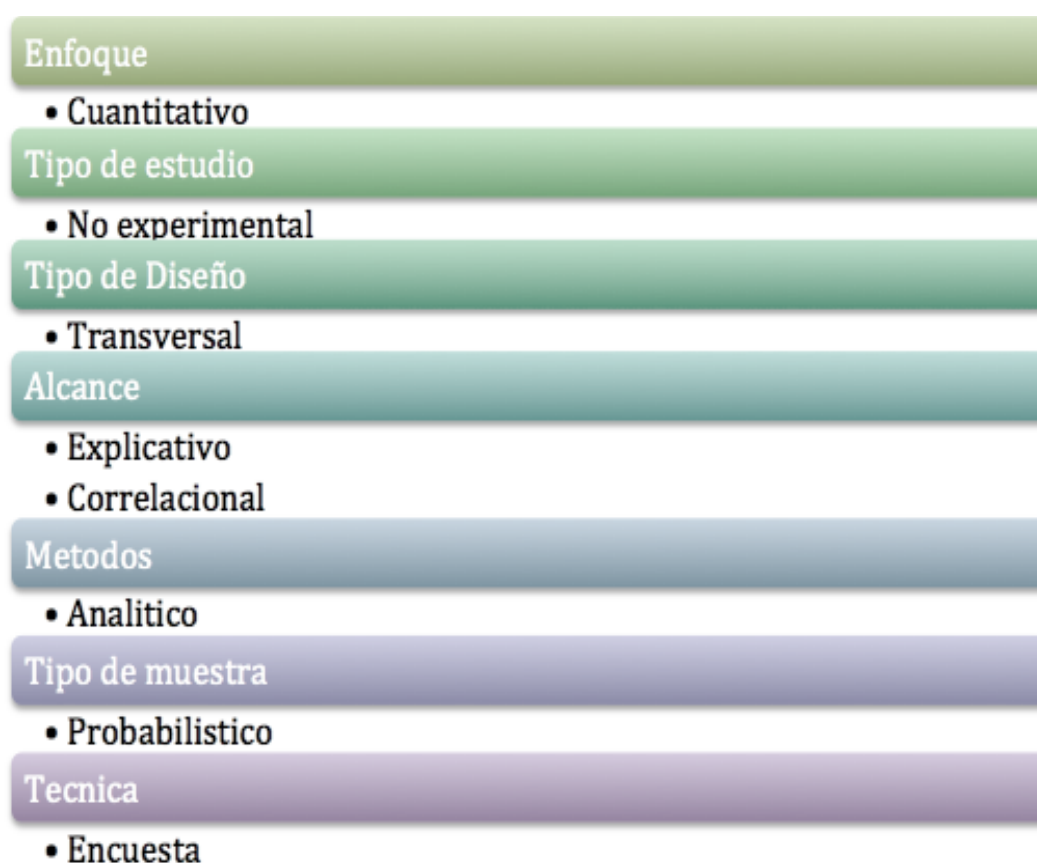 Enfoque
• Cuantitativo
Tipo de estudio
• No experimental
Tipo de Diseño
• Transversal
Alcance
• Explicativo
• Correlacional
Metodos
• Analitico
Tipo de muestra
• Probabilistico
Tecnica
• Encuesta